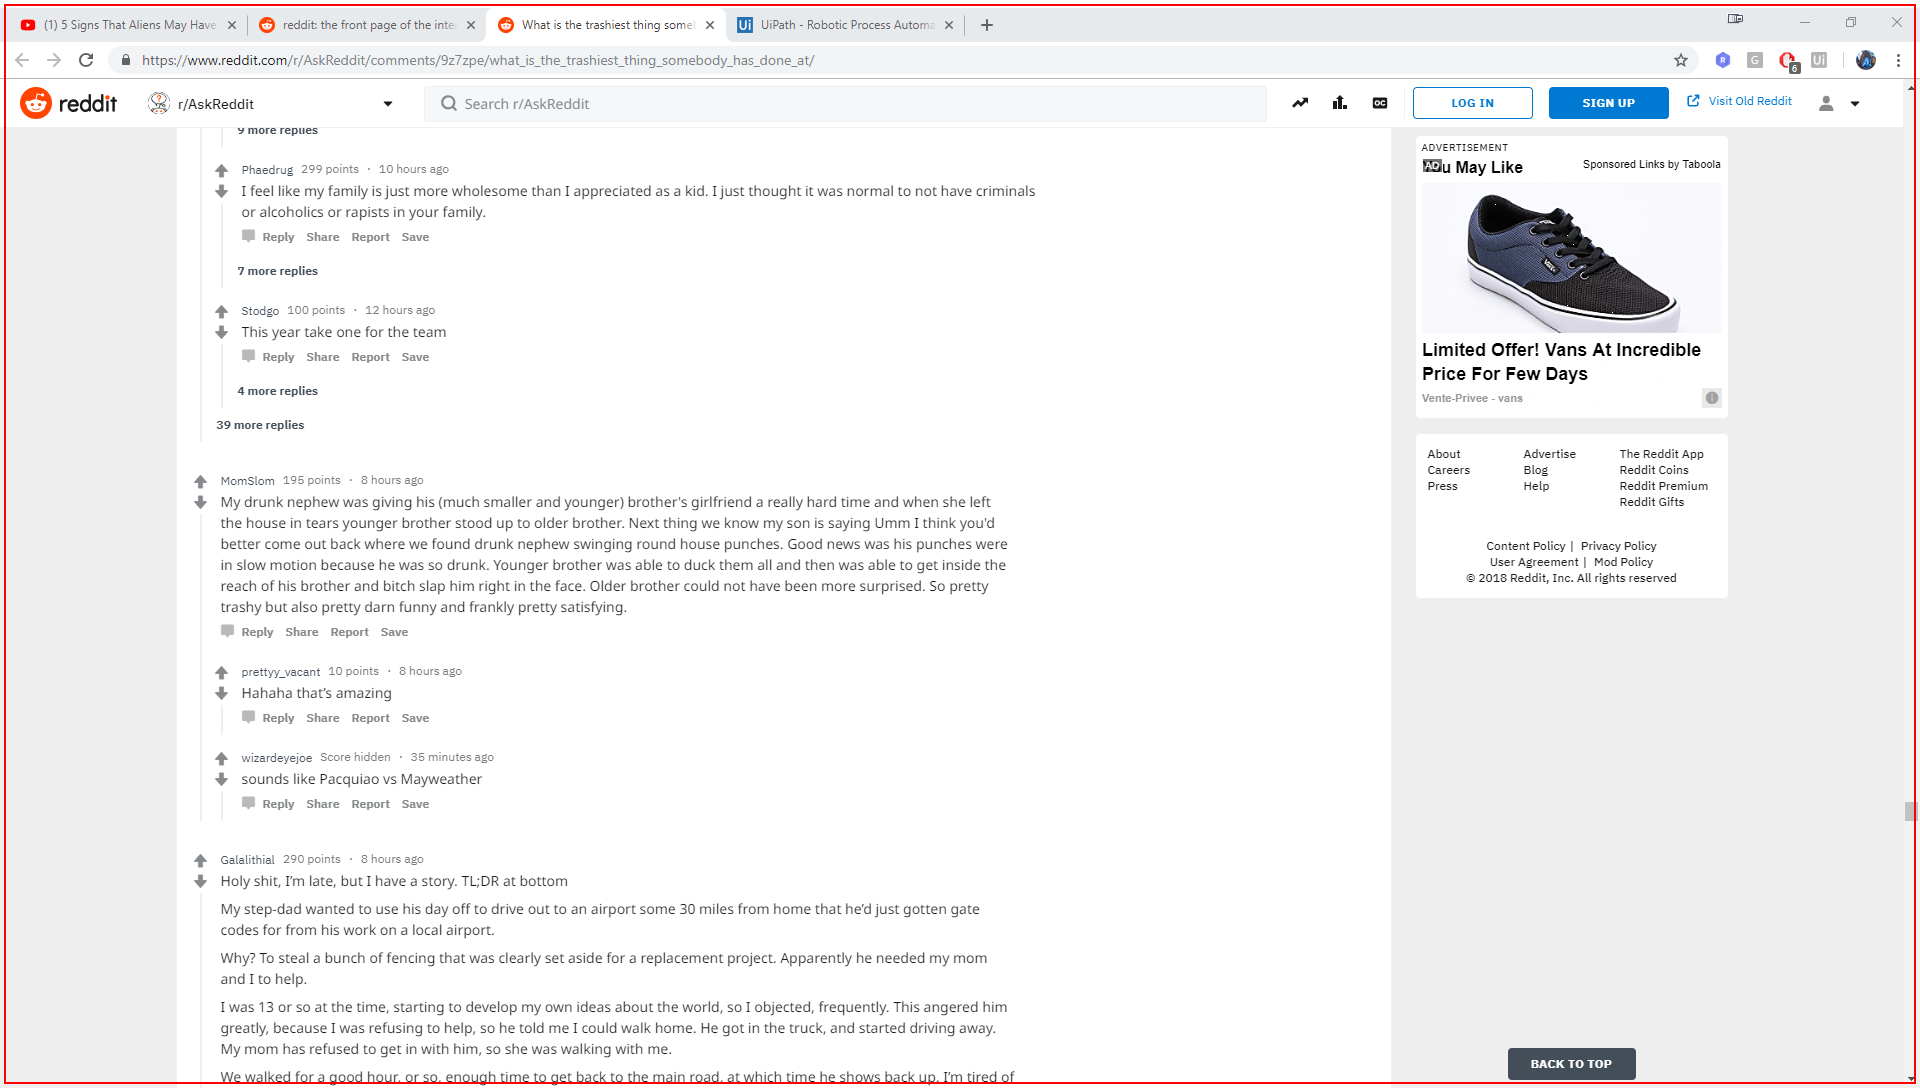 (1) 5 Signs That Aliens May Have
reddit: the front page of the inte
What is the trashiest thing some
UiPath - Robotic Process Automa
https://www.reddit.com/r/AskReddit/comments/9z7zpe/what_is_the_trashiest_thing_somebody_has_done_at/
G
6
Ui
reddit
r/AskReddit
Search r/AskReddit
OC
LOG IN
SIGN UP
Visit Old Reddit
9 more replies
Phaedrug 299 points · 10 hours ago
I feel like my family is just more wholesome than I appreciated as a kid. I just thought it was normal to not have criminals
or alcoholics or rapists in your family.
Reply Share Report Save
7 more replies
Stodgo 100 points · 12 hours ago
This year take one for the team
Reply Share Report Save
4 more replies
39 more replies
MomSlom 195 points · 8 hours ago
My drunk nephew was giving his (much smaller and younger) brother's girlfriend a really hard time and when she left
the house in tears younger brother stood up to older brother. Next thing we know my son is saying Umm I think you'd
better come out back where we found drunk nephew swinging round house punches. Good news was his punches were
in slow motion because he was so drunk. Younger brother was able to duck them all and then was able to get inside the
reach of his brother and bitch slap him right in the face. Older brother could not have been more surprised. So pretty
trashy but also pretty darn funny and frankly pretty satisfying.
Reply Share Report Save
prettyy_vacant 10 points · 8 hours ago
Hahaha that’s amazing
Reply Share Report Save
wizardeyejoe Score hidden · 35 minutes ago
sounds like Pacquiao vs Mayweather
Reply Share Report Save
Galalithial 290 points · 8 hours ago
Holy shit, I’m late, but I have a story. TL;DR at bottom
My step-dad wanted to use his day off to drive out to an airport some 30 miles from home that he’d just gotten gate
codes for from his work on a local airport.
Why? To steal a bunch of fencing that was clearly set aside for a replacement project. Apparently he needed my mom
and I to help.
I was 13 or so at the time, starting to develop my own ideas about the world, so I objected, frequently. This angered him
greatly, because I was refusing to help, so he told me I could walk home. He got in the truck, and started driving away.
My mom has refused to get in with him, so she was walking with me.
We walked for a good hour, or so, enough time to get back to the main road, at which time he shows back up. I’m tired of
ADVERTISEMENT
AD
u May Like
Sponsored Links by Taboola
VANS
Limited Offer! Vans At Incredible
Price For Few Days
Vente-Privee - vans
About Advertise The Reddit App
Careers Blog Reddit Coins
Press Help Reddit Premium
Reddit Gifts
Content Policy | Privacy Policy
User Agreement | Mod Policy
© 2018 Reddit, Inc. All rights reserved
BACK TO TOP